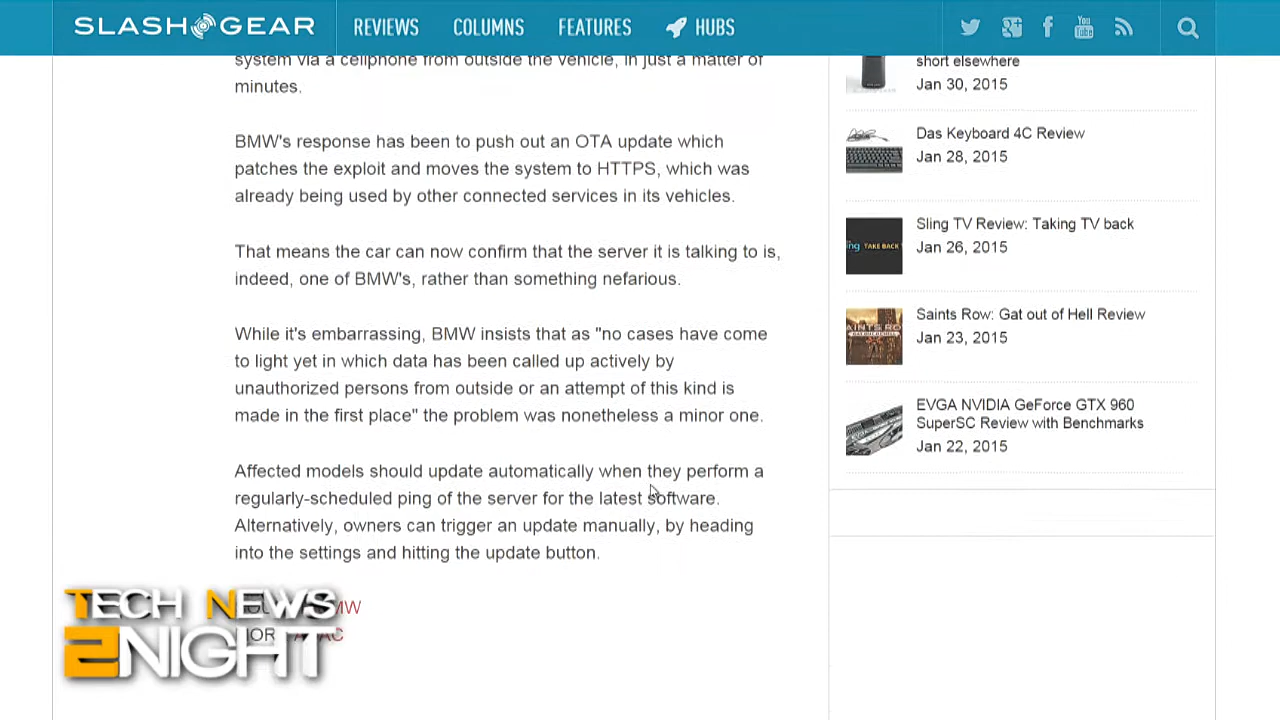 SLASH GEAR
REVIEWS
COLUMNS
FEATURES
HUBS
You
Tube
system via a cellphone from outside the vehicle, in just a matter of
minutes.
BMW's response has been to push out an OTA update which
patches the exploit and moves the system to HTTPS, which was
already being used by other connected services in its vehicles.
That means the car can now confirm that the server it is talking to is,
indeed, one of BMW's, rather than something nefarious.
While it's embarrassing, BMW insists that as "no cases have come
to light yet in which data has been called up actively by
unauthorized persons from outside or an attempt of this kind is
made in the first place" the problem was nonetheless a minor one.
Affected models should update automatically when they perform a
regularly-scheduled ping of the server for the latest software.
Alternatively, owners can trigger an update manually, by heading
into the settings and hitting the update button.
short elsewhere
Jan 30, 2015
Das Keyboard 4C Review
Jan 28, 2015
TAKE BACK
Sling TV Review: Taking TV back
Jan 26, 2015
Saints Row: Gat out of Hell Review
Jan 23, 2015
EVGA NVIDIA GeForce GTX 960
SuperSC Review with Benchmarks
Jan 22, 2015
TECH NEWS
2NIGHT